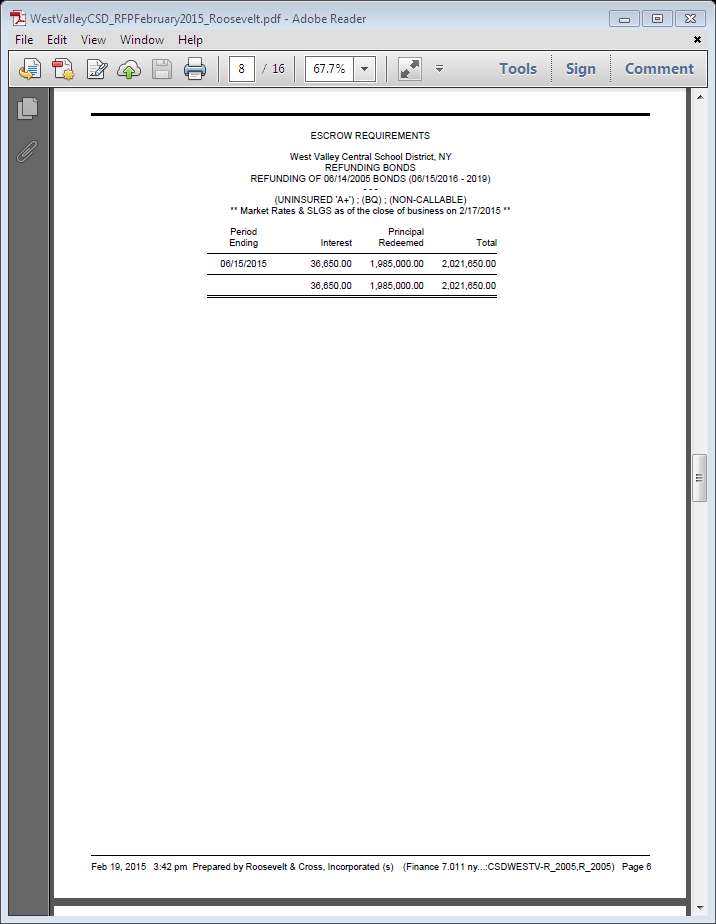 WestValleyCSD_RFPFebruary2015_Roosevelt.pdf - Adobe Reader
File Edit View Window Help
8 / 16 67.7% Tools Sign Comment
ESCROW REQUIREMENTS
West Valley Central School District, NY
REFUNDING BONDS
REFUNDING OF 06/14/2005 BONDS (06/15/2016 - 2019)
- - -
(UNINSURED 'A+') ; (BQ) ; (NON-CALLABLE)
** Market Rates & SLGS as of the close of business on 2/17/2015 **
Period Principal
Ending Interest Redeemed Total
06/15/2015 36,650.00 1,985,000.00 2,021,650.00
36,650.00 1,985,000.00 2,021,650.00
Feb 19, 2015 3:42 pm Prepared by Roosevelt & Cross, Incorporated (s) (Finance 7.011 ny...:CSDWESTV-R_2005,R_2005) Page 6